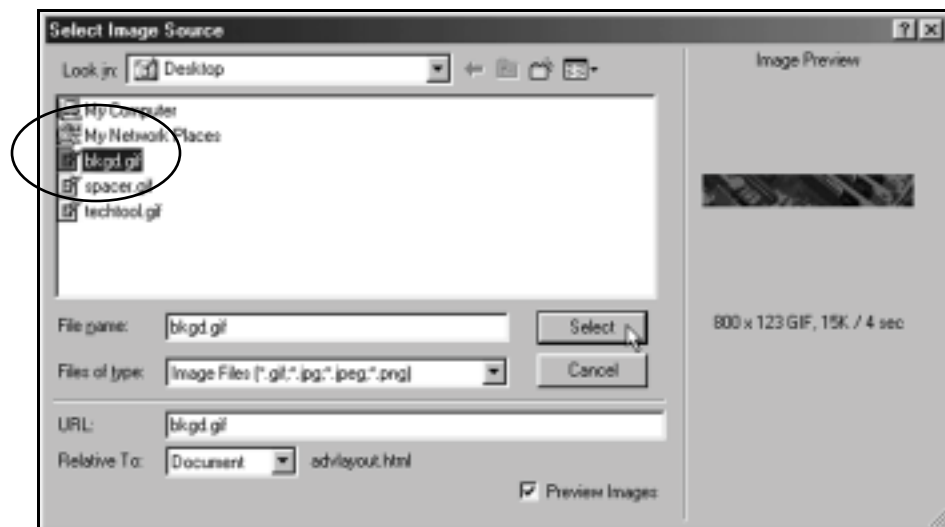 Select Image Source
Look in: Desktop
Image Preview
My Computer
My Network Places
bkgd.gif
spacer.gif
techtool.gif
File name: bkgd.gif
Select
800 x 123 GIF, 15K / 4 sec
Files of type: Image Files (*.gif;*.jpg;*.jpeg;*.png)
Cancel
URL: bkgd.gif
Relative To: Document advlayout.html
Preview Images